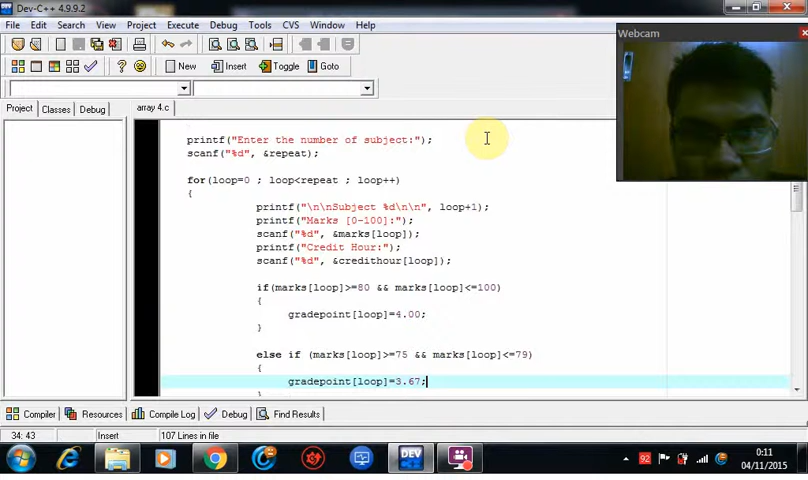 Dev-C++ 4.9.9.2
File Edit Search View Project Execute Debug Tools CVS Window Help
Webcam
New Insert Toggle Goto
Project Classes Debug
array 4.c
printf("Enter the number of subject:");
scanf("%d", &repeat);
for(loop=0 ; loop<repeat ; loop++)
{
printf("\n\nSubject %d\n\n", loop+1);
printf("Marks [0-100]:");
scanf("%d", &marks[loop]);
printf("Credit Hour:");
scanf("%d", &credithour[loop]);
if(marks[loop]>=80 && marks[loop]<=100)
{
gradepoint[loop]=4.00;
}
else if (marks[loop]>=75 && marks[loop]<=79)
{
gradepoint[loop]=3.67;
}
Compiler Resources Compile Log Debug Find Results
34: 43 Insert 107 Lines in file
DEV
92
0:11
04/11/2015